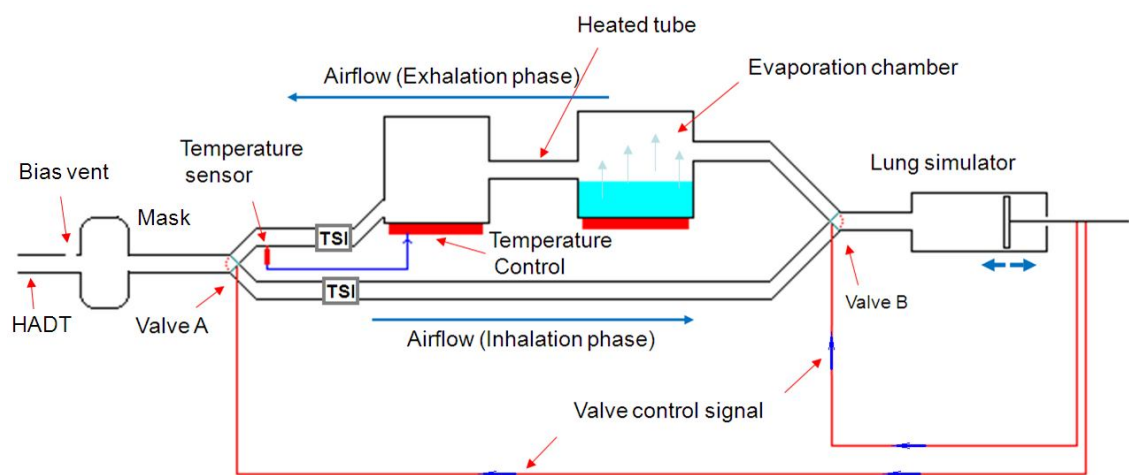 Heated tube
Airflow (Exhalation phase)
Evaporation chamber
Temperature
sensor
Bias vent
Lung simulator
Mask
TSI
Temperature
Control
TSI
HADT
Valve A
Valve B
Airflow (Inhalation phase)
Valve control signal